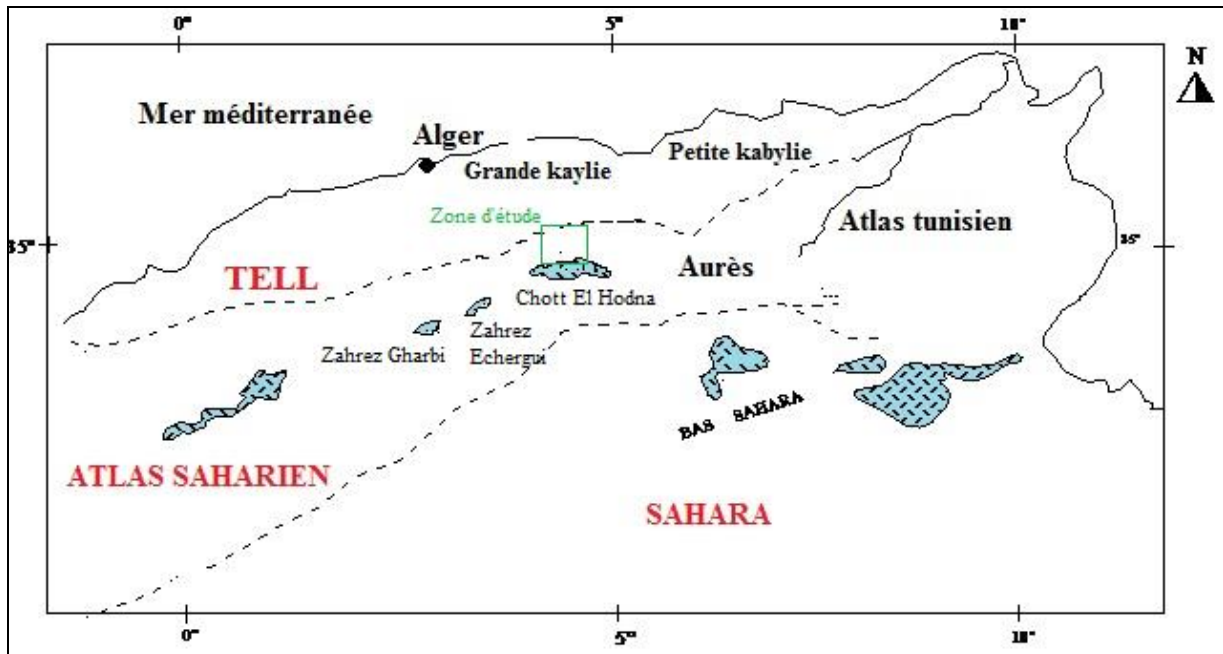 0°
5°
10°
N
Mer méditerranée
Alger
Petite kabylie
Grande kaylie
Zone d'étude
Atlas tunisien
35°
35°
TELL
Aurès
Chott El Hodna
Zahrez Gharbi
Zahrez
Echergui
BAS SAHARA
ATLAS SAHARIEN
SAHARA
0°
5°
10°